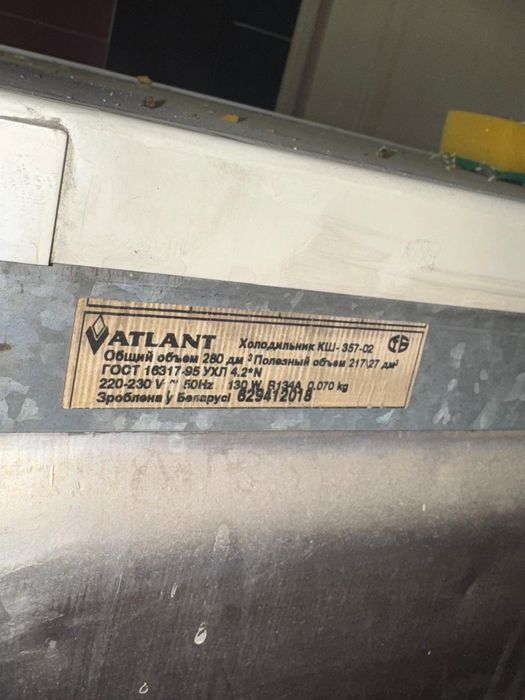 ATLANT Холодильник КШ-357-02
Общий объем 280 дм³ Полезный объем 217\27 дм³
ГОСТ 16317-95 УХЛ 4.2*N
220-230 V ~ 50Hz 130 W R134A 0.070 kg
Зроблена у Беларусі 629412018